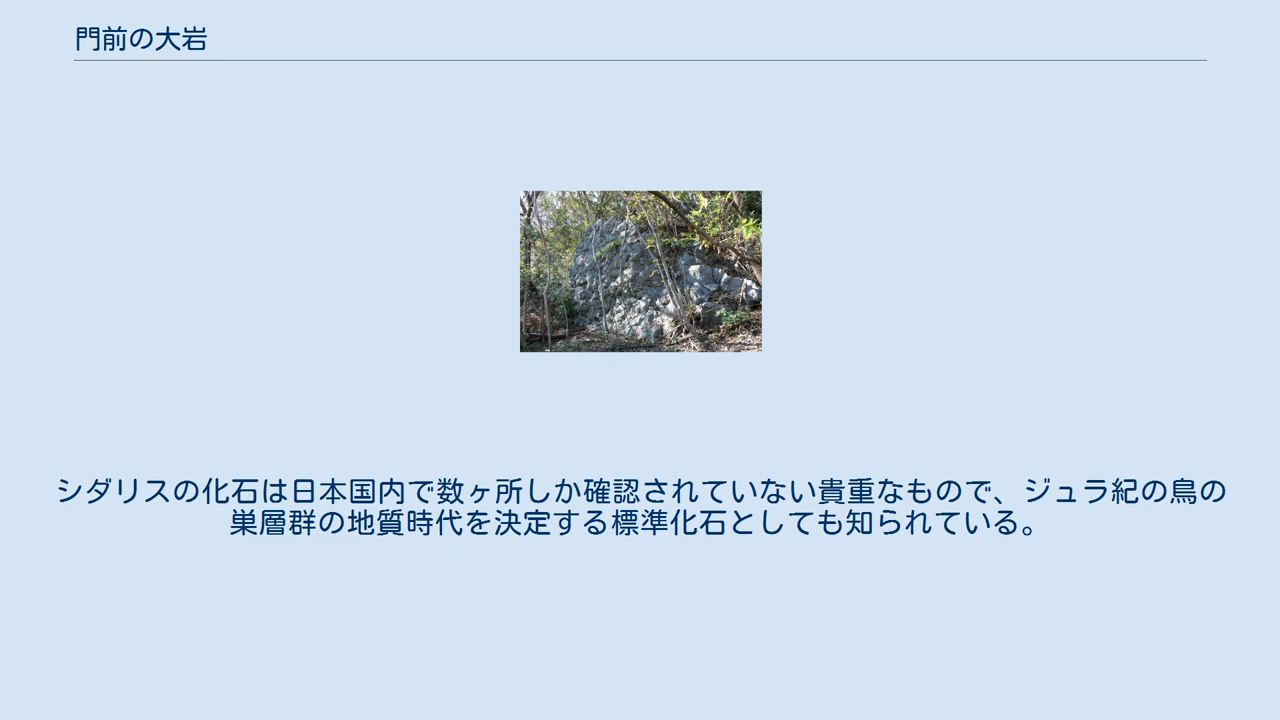 門前の大岩
シダリスの化石は日本国内で数ヶ所しか確認されていない貴重なもので、ジュラ紀の鳥の
巣層群の地質時代を決定する標準化石としても知られている。